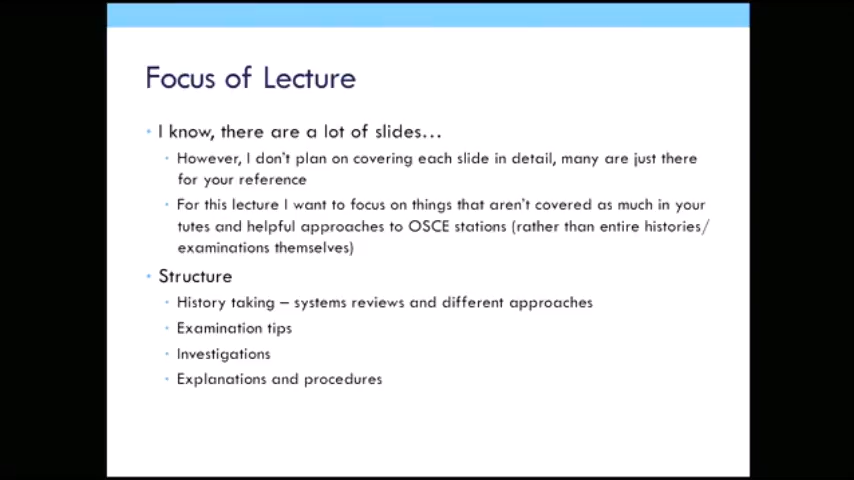 Focus of Lecture
• I know, there are a lot of slides...
• However, I don't plan on covering each slide in detail, many are just there
for your reference
• For this lecture I want to focus on things that aren't covered as much in your
tutes and helpful approaches to OSCE stations (rather than entire histories/
examinations themselves)
• Structure
• History taking – systems reviews and different approaches
• Examination tips
• Investigations
• Explanations and procedures